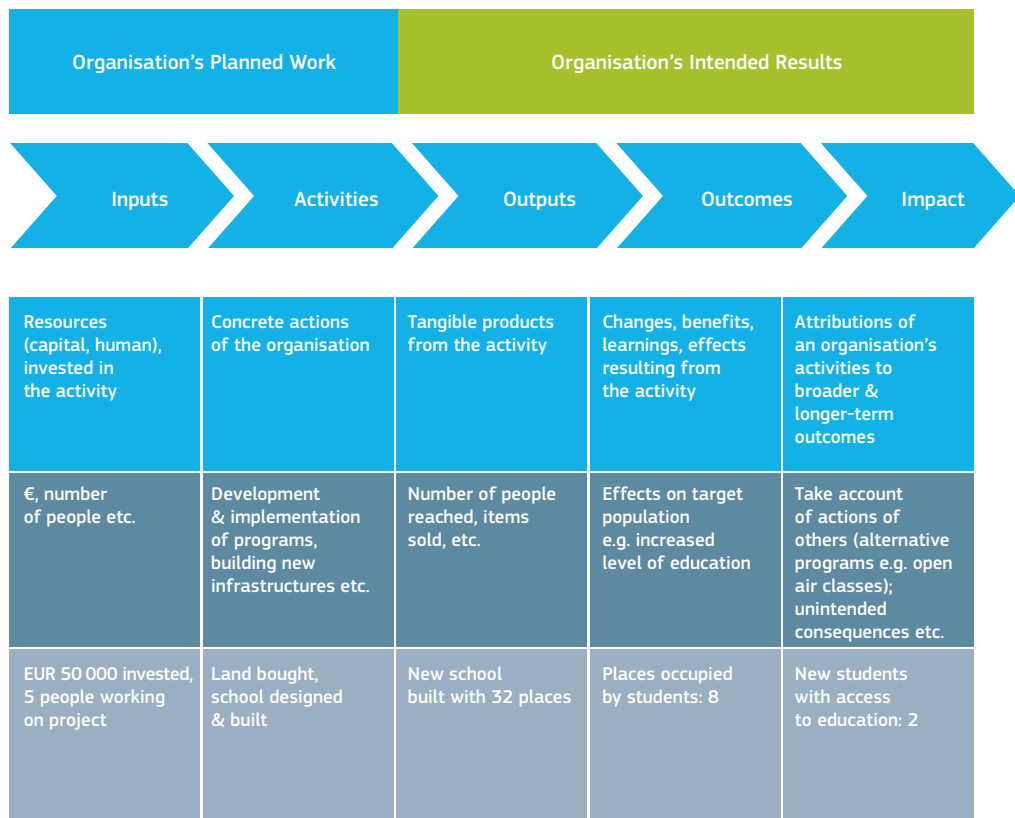 Organisation’s Planned Work
Organisation’s Intended Results
Inputs
Activities
Outputs
Outcomes
Impact
Resources
(capital, human),
invested in
the activity
Concrete actions
of the organisation
Tangible products
from the activity
Changes, benefits,
learnings, effects
resulting from
the activity
Attributions of
an organisation’s
activities to
broader &
longer-term
outcomes
€, number
of people etc.
Development
& implementation
of programs,
building new
infrastructures etc.
Number of people
reached, items
sold, etc.
Effects on target
population
e.g. increased
level of education
Take account
of actions of
others (alternative
programs e.g. open
air classes);
unintended
consequences etc.
EUR 50 000 invested,
5 people working
on project
Land bought,
school designed
& built
New school
built with 32 places
Places occupied
by students: 8
New students
with access
to education: 2